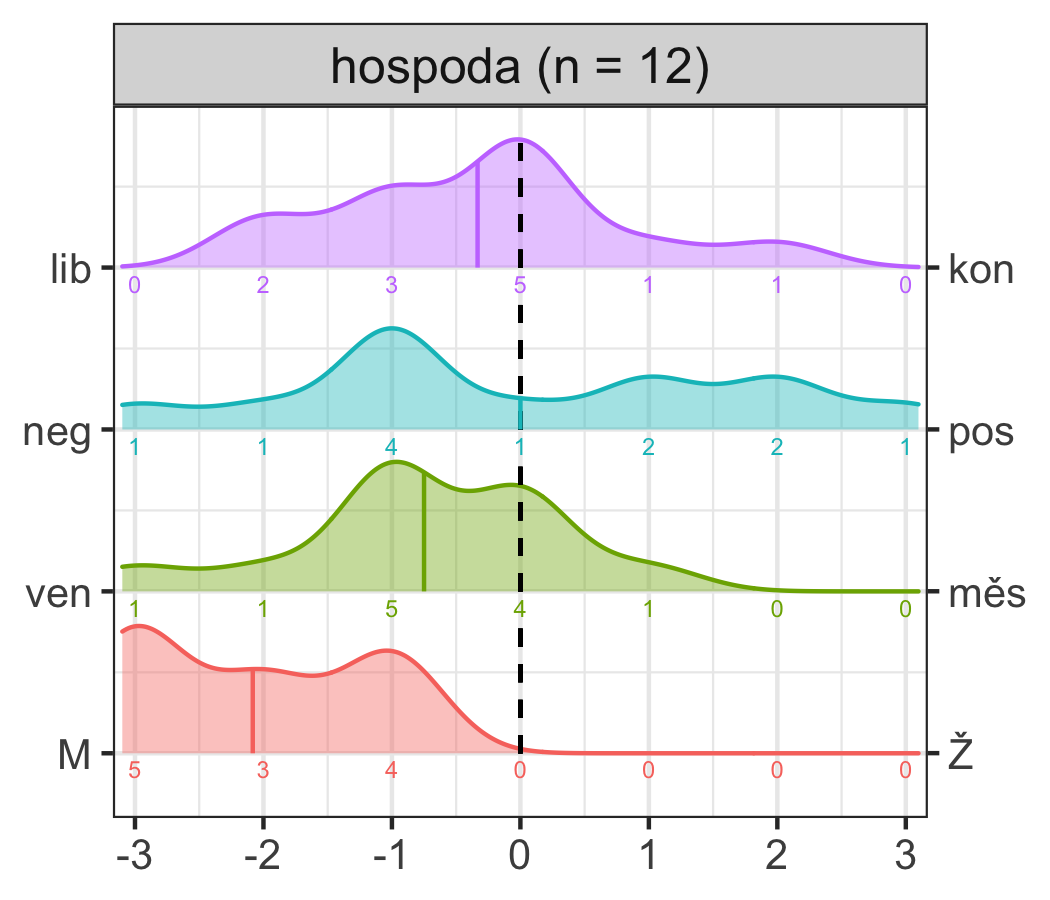 hospoda (n = 12)
lib kon
0 2 3 5 1 1 0
neg pos
1 1 4 1 2 2 1
ven měs
1 1 5 4 1 0 0
M Ž
5 3 4 0 0 0 0
-3 -2 -1 0 1 2 3